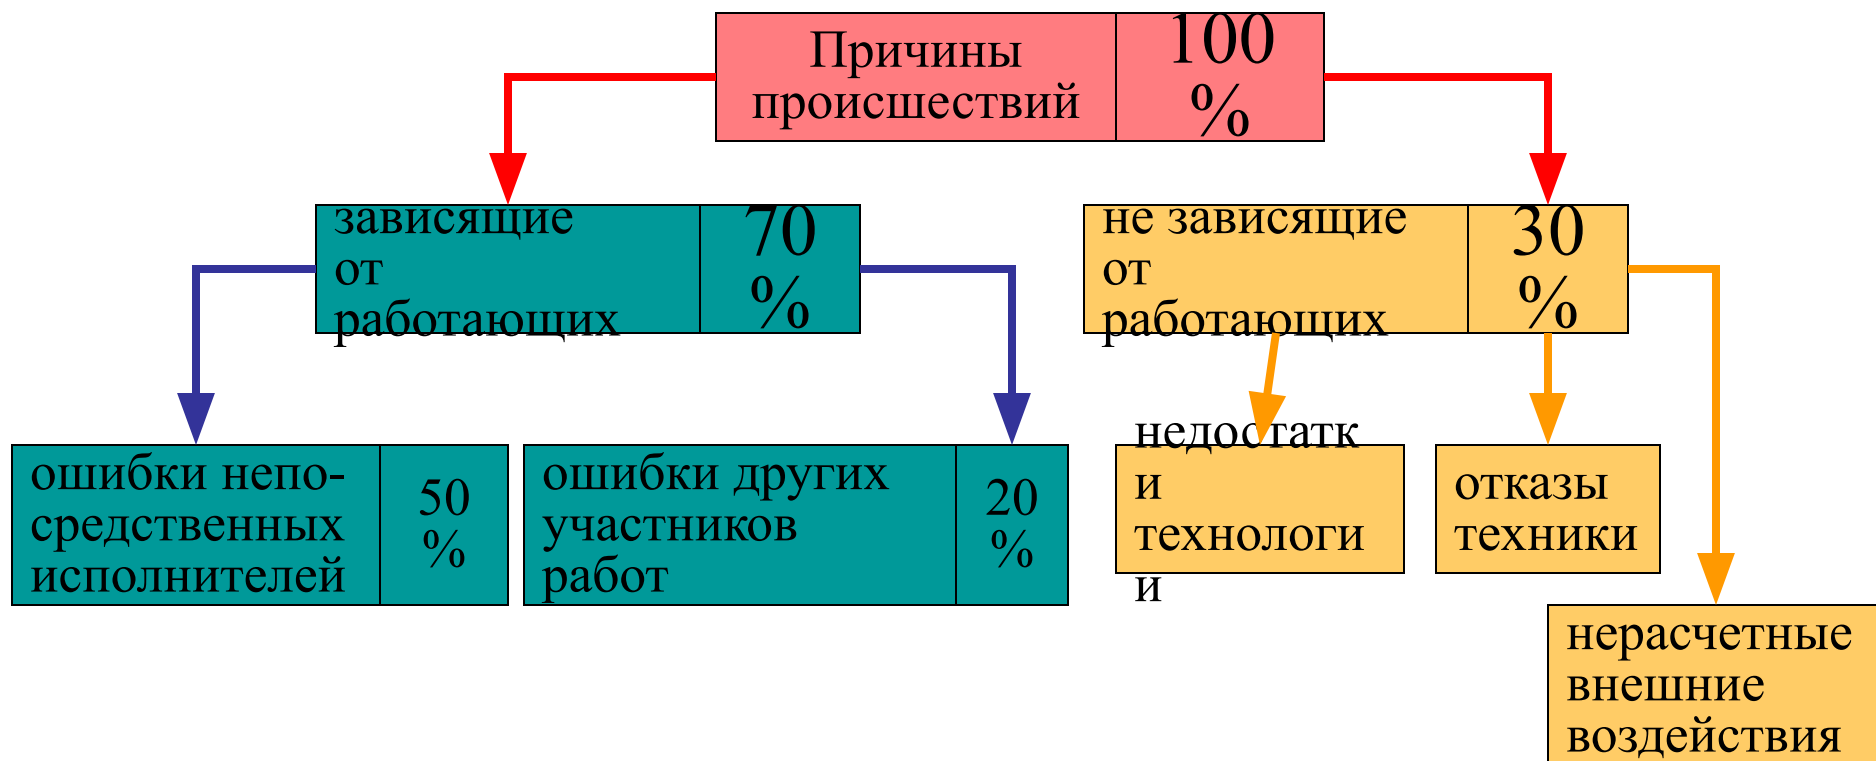 Причины
происшествий
100
%
зависящие
от
работающих
70
%
не зависящие
от
работающих
30
%
ошибки непо-
средственных
исполнителей
50
%
ошибки других
участников
работ
20
%
недостатк
и
технологи
и
отказы
техники
нерасчетные
внешние
воздействия